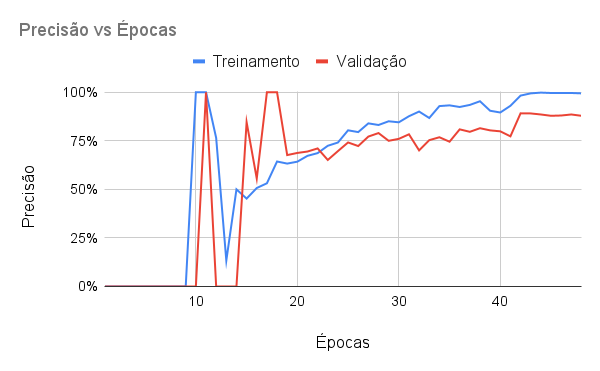 Precisão vs Épocas
Treinamento Validação
100%
75%
50%
25%
0%
Precisão
10 20 30 40
Épocas